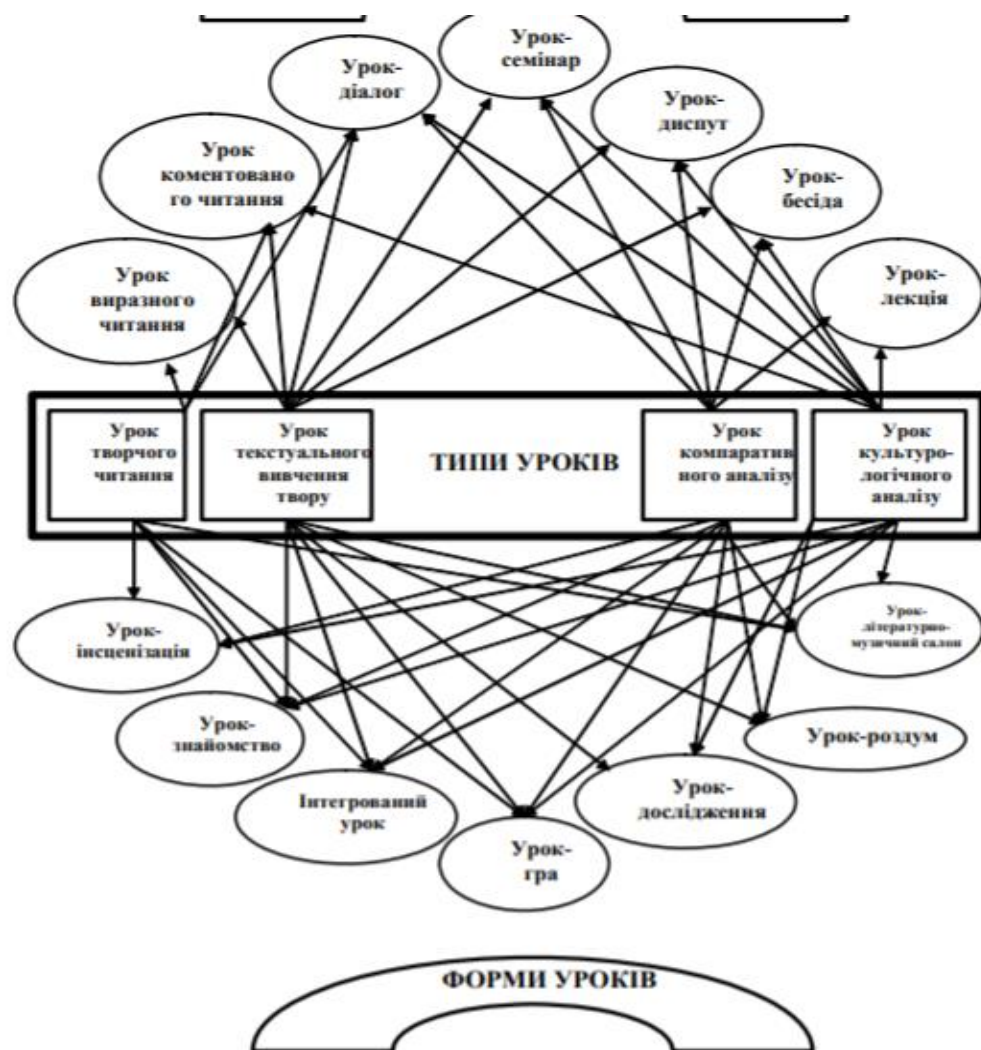 Урок-
семінар
Урок-
діалог
Урок-
диспут
Урок
коментовано
го читання
Урок-
бесіда
Урок
виразного
читання
Урок-
лекція
Урок
творчого
читання
Урок
текстуального
вивчення
твору
ТИПИ УРОКІВ
Урок
компаратив
ного аналізу
Урок
культуро-
логічного
аналізу
Урок-
інсценізація
Урок-
літературно-
музичний салон
Урок-
знайомство
Урок-роздум
Інтегрований
урок
Урок-
дослідження
Урок-
гра
ФОРМИ УРОКІВ